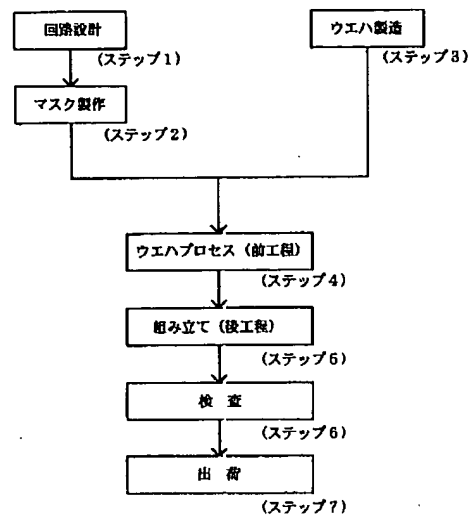 回路設計
(ステップ1)
ウエハ製造
(ステップ3)
マスク製作
(ステップ2)
ウエハプロセス(前工程)
(ステップ4)
組み立て(後工程)
(ステップ5)
検 査
(ステップ6)
出 荷
(ステップ7)